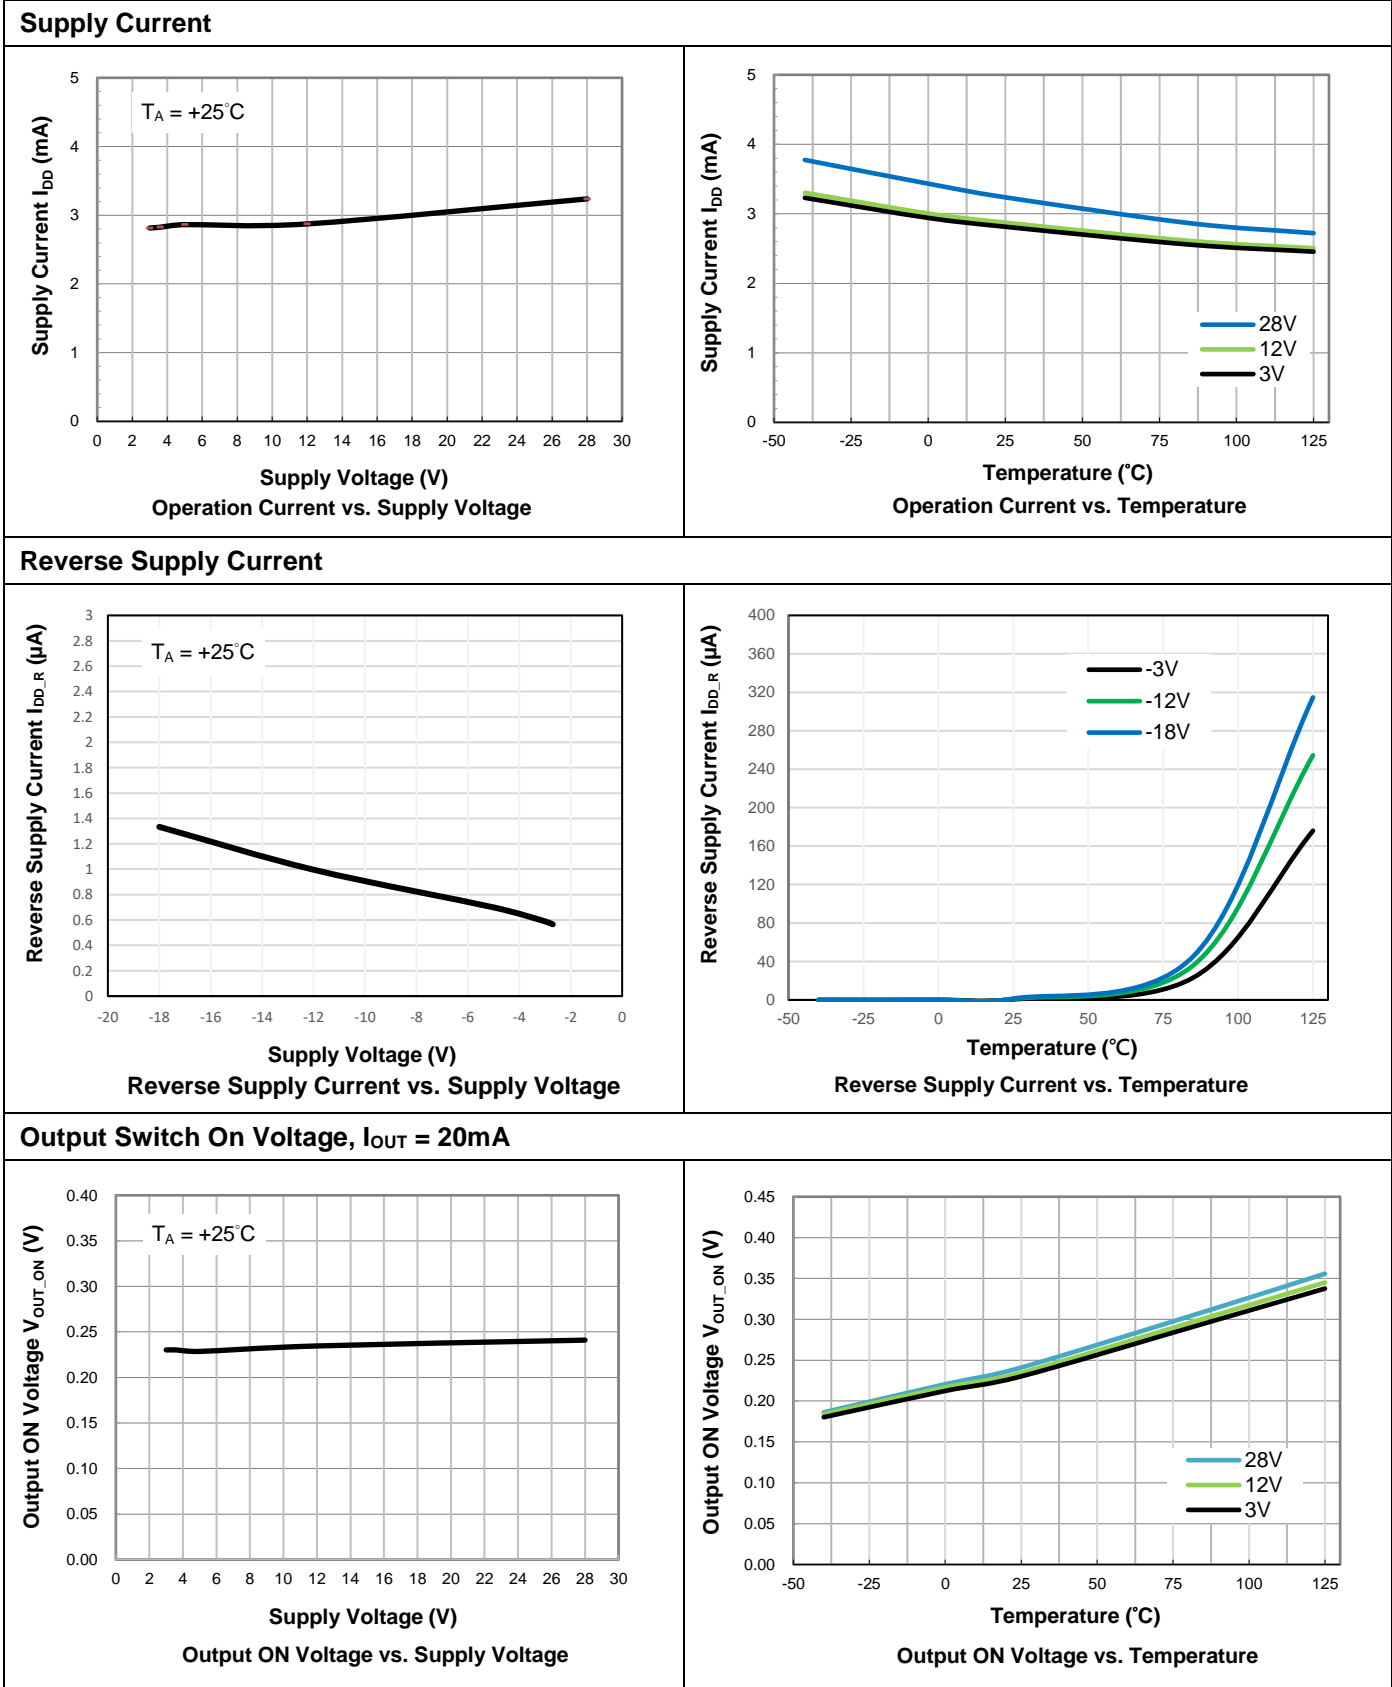 Supply Current
5
4
3
2
1
0
T_A = +25°C
Supply Current I_DD (mA)
0 2 4 6 8 10 12 14 16 18 20 22 24 26 28 30
Supply Voltage (V)
Operation Current vs. Supply Voltage
5
4
3
2
1
0
Supply Current I_DD (mA)
28V
12V
3V
-50 -25 0 25 50 75 100 125
Temperature (°C)
Operation Current vs. Temperature
Reverse Supply Current
3
2.8
2.6
2.4
2.2
2
1.8
1.6
1.4
1.2
1
0.8
0.6
0.4
0.2
0
T_A = +25°C
Reverse Supply Current I_DD_R (µA)
-20 -18 -16 -14 -12 -10 -8 -6 -4 -2 0
Supply Voltage (V)
Reverse Supply Current vs. Supply Voltage
400
360
320
280
240
200
160
120
80
40
0
Reverse Supply Current I_DD_R (µA)
-3V
-12V
-18V
-50 -25 0 25 50 75 100 125
Temperature (°C)
Reverse Supply Current vs. Temperature
Output Switch On Voltage, I_OUT = 20mA
0.40
0.35
0.30
0.25
0.20
0.15
0.10
0.05
0.00
T_A = +25°C
Output ON Voltage V_OUT_ON (V)
0 2 4 6 8 10 12 14 16 18 20 22 24 26 28 30
Supply Voltage (V)
Output ON Voltage vs. Supply Voltage
0.45
0.40
0.35
0.30
0.25
0.20
0.15
0.10
0.05
0.00
Output ON Voltage V_OUT_ON (V)
28V
12V
3V
-50 -25 0 25 50 75 100 125
Temperature (°C)
Output ON Voltage vs. Temperature